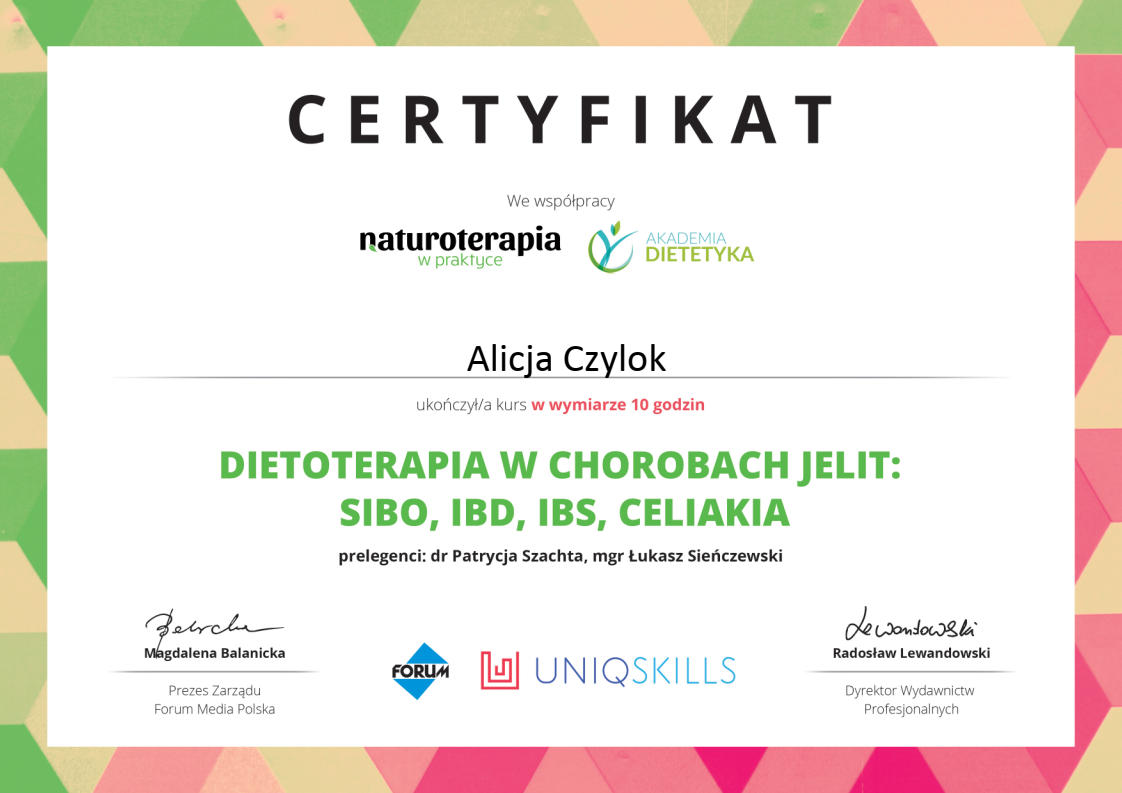 CERTYFIKAT
We współpracy
naturoterapia
w praktyce
AKADEMIA
DIETETYKA
Alicja Czylok
ukończył/a kurs w wymiarze 10 godzin
DIETOTERAPIA W CHOROBACH JELIT:
SIBO, IBD, IBS, CELIAKIA
prelegenci: dr Patrycja Szachta, mgr Łukasz Sieńczewski
Magdalena Balanicka
Prezes Zarządu
Forum Media Polska
FORUM
UNIQSKILLS
Lewandowski
Radosław Lewandowski
Dyrektor Wydawnictw
Profesjonalnych